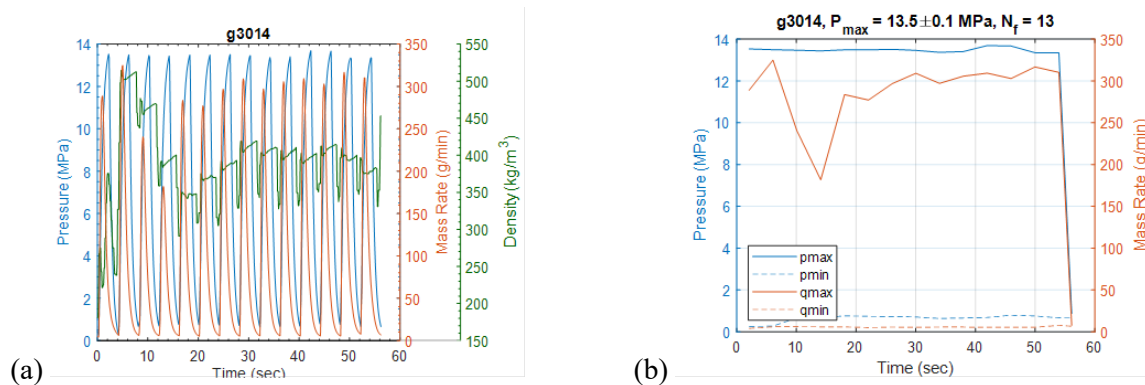 g3014
14
12
10
8
6
4
2
0
Pressure (MPa)
0 10 20 30 40 50 60
Time (sec)
350
300
250
200
150
100
50
0
Mass Rate (g/min)
550
500
450
400
350
300
250
200
150
Density (kg/m³)
(a)
g3014, Pmax = 13.5±0.1 MPa, Nf = 13
14
12
10
8
6
4
2
0
Pressure (MPa)
pmax
pmin
qmax
qmin
0 10 20 30 40 50 60
Time (sec)
350
300
250
200
150
100
50
0
Mass Rate (g/min)
(b)